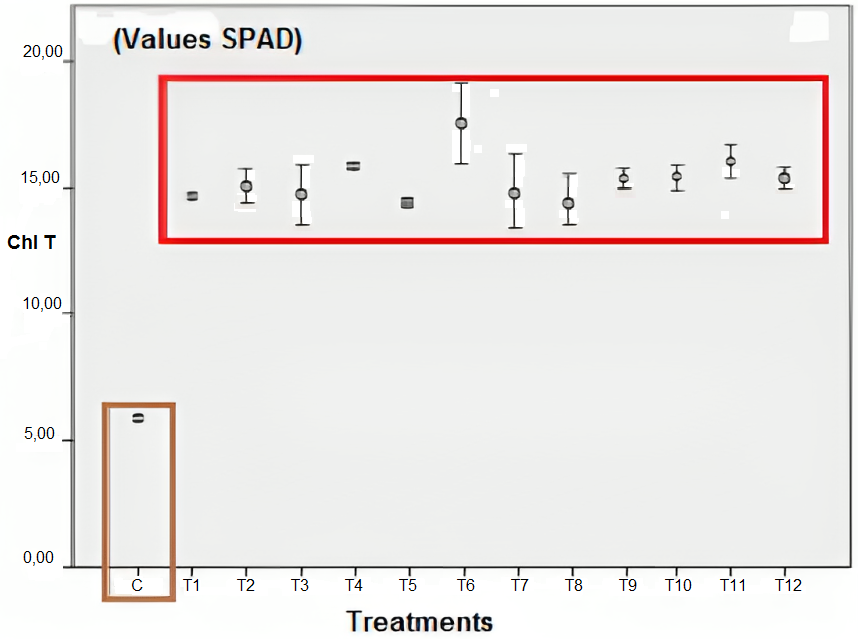 (Values SPAD)
20,00
15,00
Chl T
10,00
5,00
0,00
C T1 T2 T3 T4 T5 T6 T7 T8 T9 T10 T11 T12
Treatments